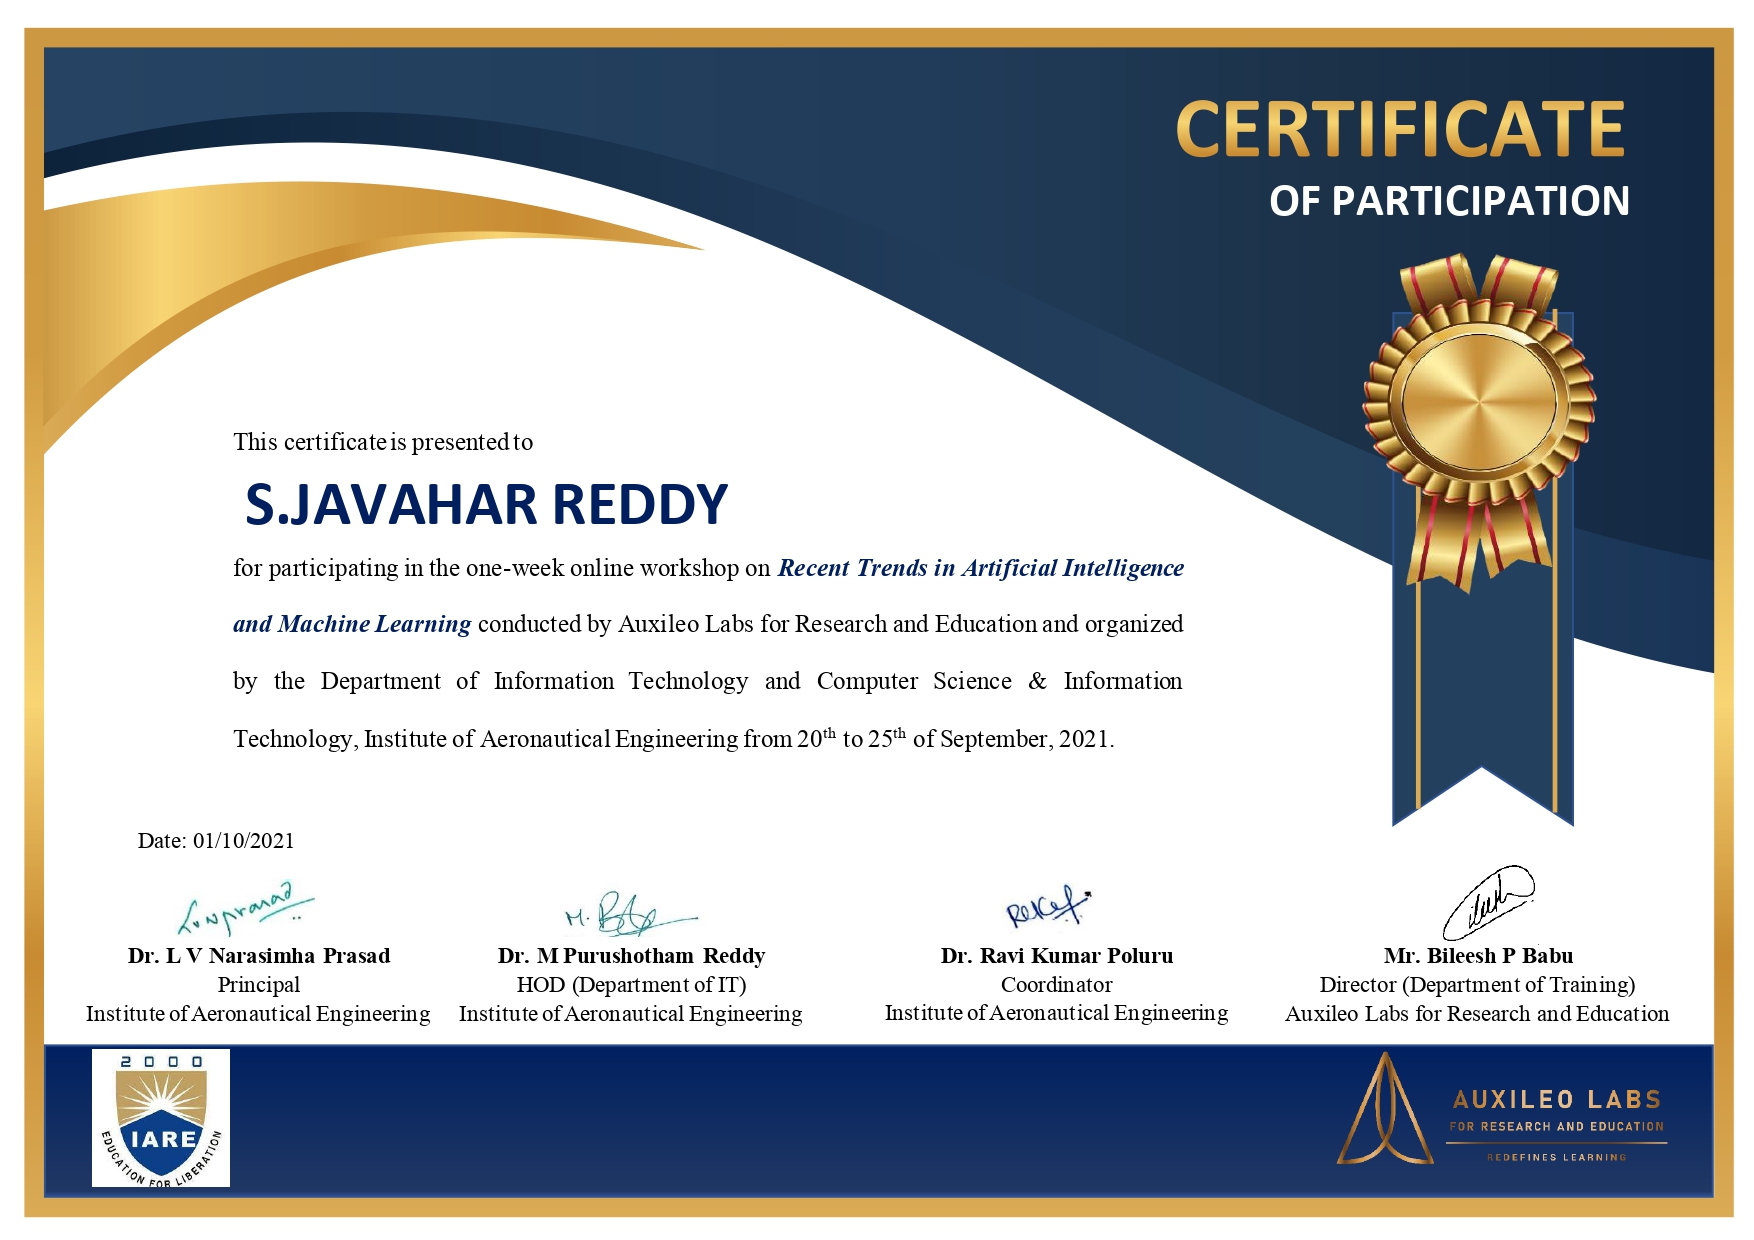 CERTIFICATE
OF PARTICIPATION
This certificate is presented to
S.JAVAHAR REDDY
for participating in the one-week online workshop on Recent Trends in Artificial Intelligence
and Machine Learning conducted by Auxileo Labs for Research and Education and organized
by the Department of Information Technology and Computer Science & Information
Technology, Institute of Aeronautical Engineering from 20th to 25th of September, 2021.
Date: 01/10/2021
Dr. L V Narasimha Prasad
Principal
Institute of Aeronautical Engineering
Dr. M Purushotham Reddy
HOD (Department of IT)
Institute of Aeronautical Engineering
Dr. Ravi Kumar Poluru
Coordinator
Institute of Aeronautical Engineering
Mr. Bileesh P Babu
Director (Department of Training)
Auxileo Labs for Research and Education
2000
IARE
EDUCATION FOR LIBERATION
AUXILEO LABS
FOR RESEARCH AND EDUCATION
REDEFINES LEARNING